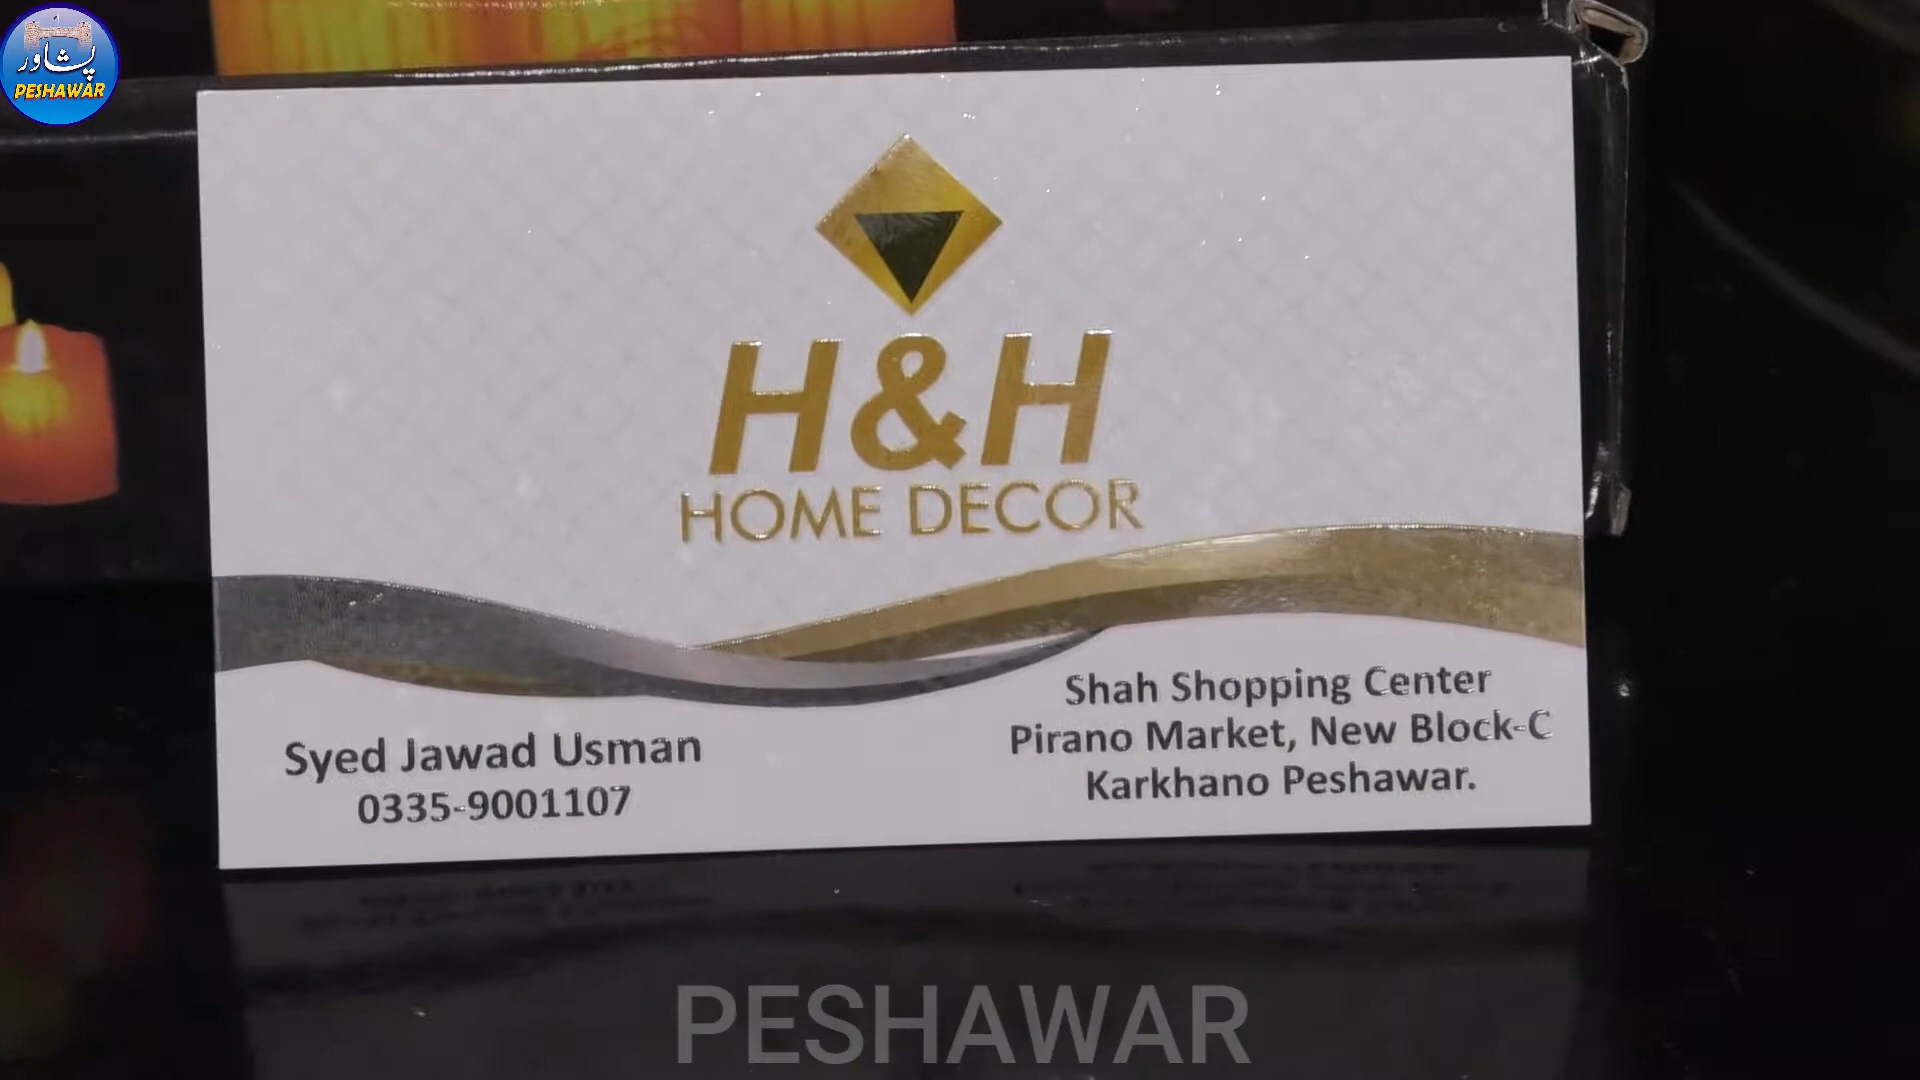 پشاور
PESHAWAR
H&H
HOME DECOR
Syed Jawad Usman
0335-9001107
Shah Shopping Center
Pirano Market, New Block-C
Karkhano Peshawar.
PESHAWAR